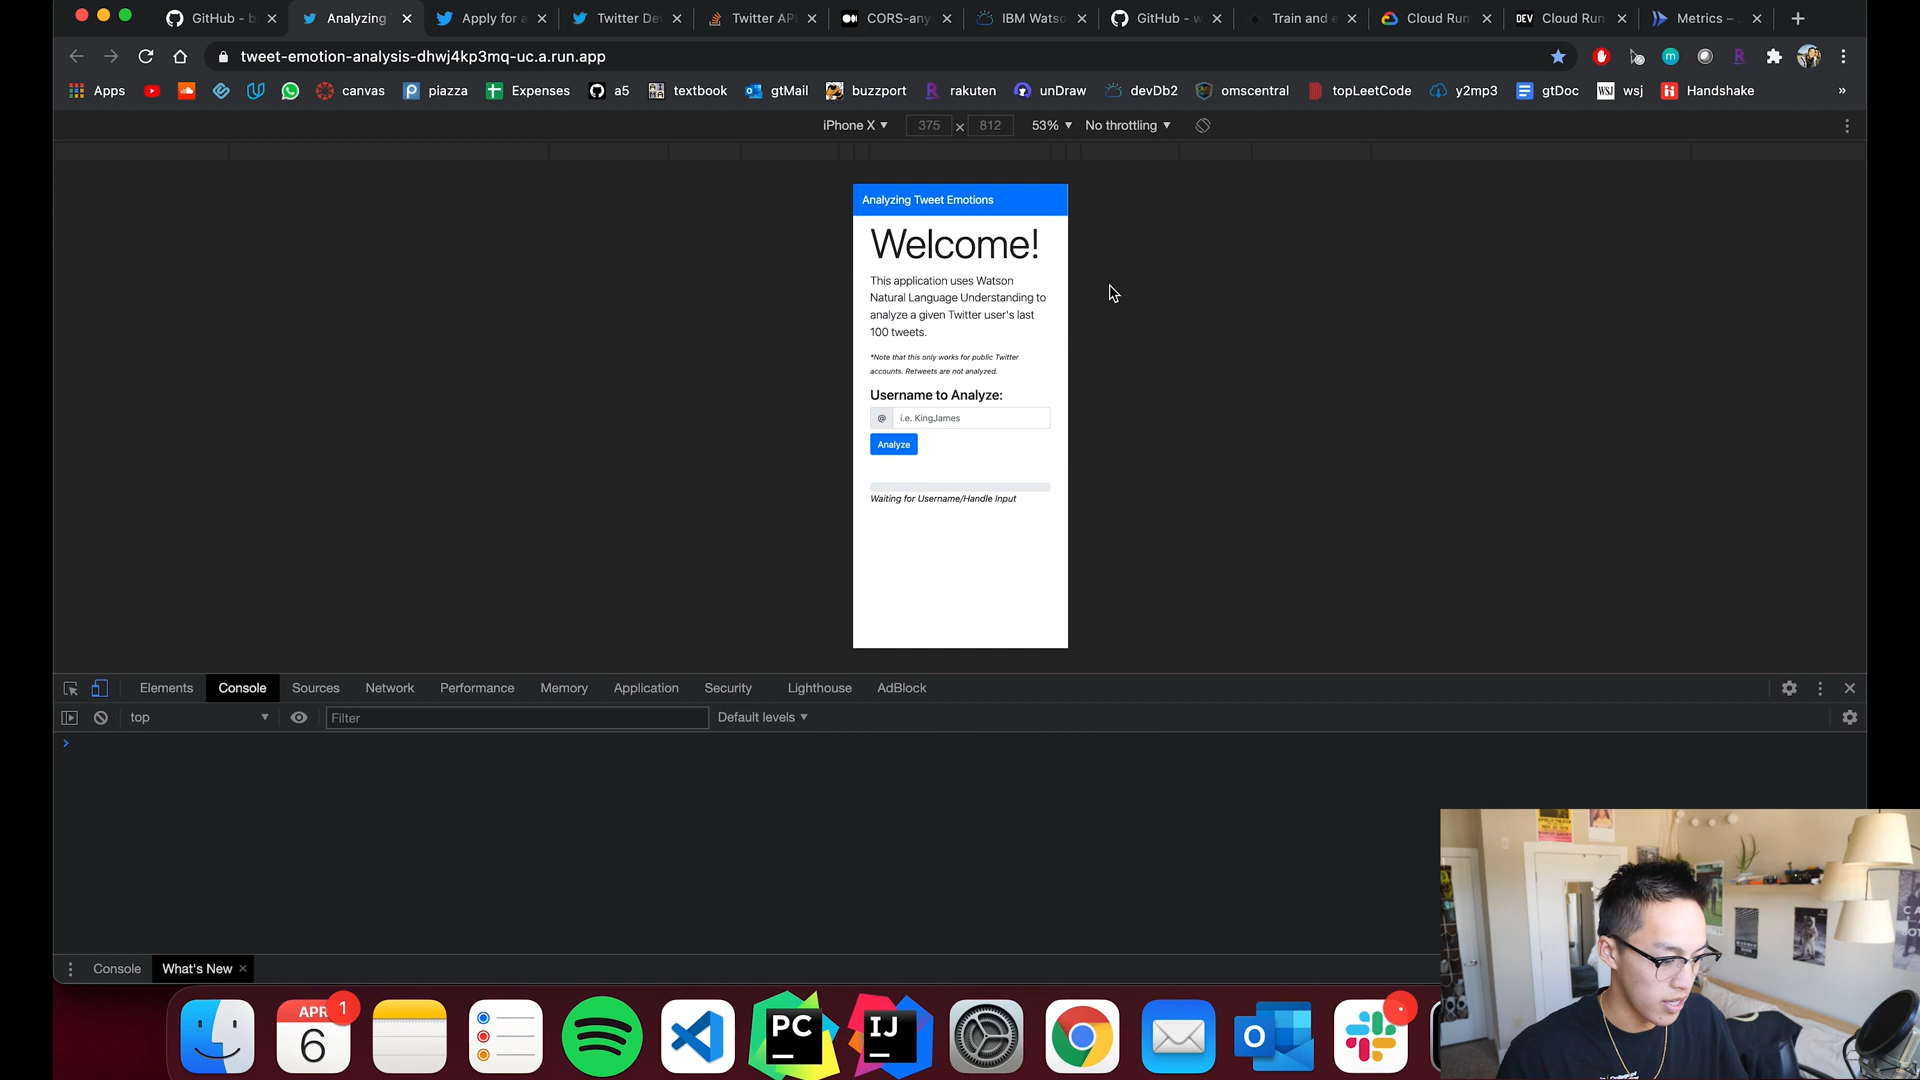 GitHub - b
Analyzing
Apply for a
Twitter De
Twitter AP
CORS-any
IBM Watso
GitHub - w
Train and e
Cloud Run
DEV
Cloud Run
Metrics –
tweet-emotion-analysis-dhwj4kp3mq-uc.a.run.app
Apps
canvas
piazza
Expenses
a5
textbook
gtMail
buzzport
rakuten
unDraw
devDb2
omscentral
topLeetCode
y2mp3
gtDoc
WSJ
wsj
Handshake
»
iPhone X
375
×
812
53%
No throttling
Analyzing Tweet Emotions
Welcome!
This application uses Watson
Natural Language Understanding to
analyze a given Twitter user's last
100 tweets.
*Note that this only works for public Twitter
accounts. Retweets are not analyzed.
Username to Analyze:
@
i.e. KingJames
Analyze
Waiting for Username/Handle Input
Elements
Console
Sources
Network
Performance
Memory
Application
Security
Lighthouse
AdBlock
top
Filter
Default levels
Console
What's New
APR
1
6
PC
IJ